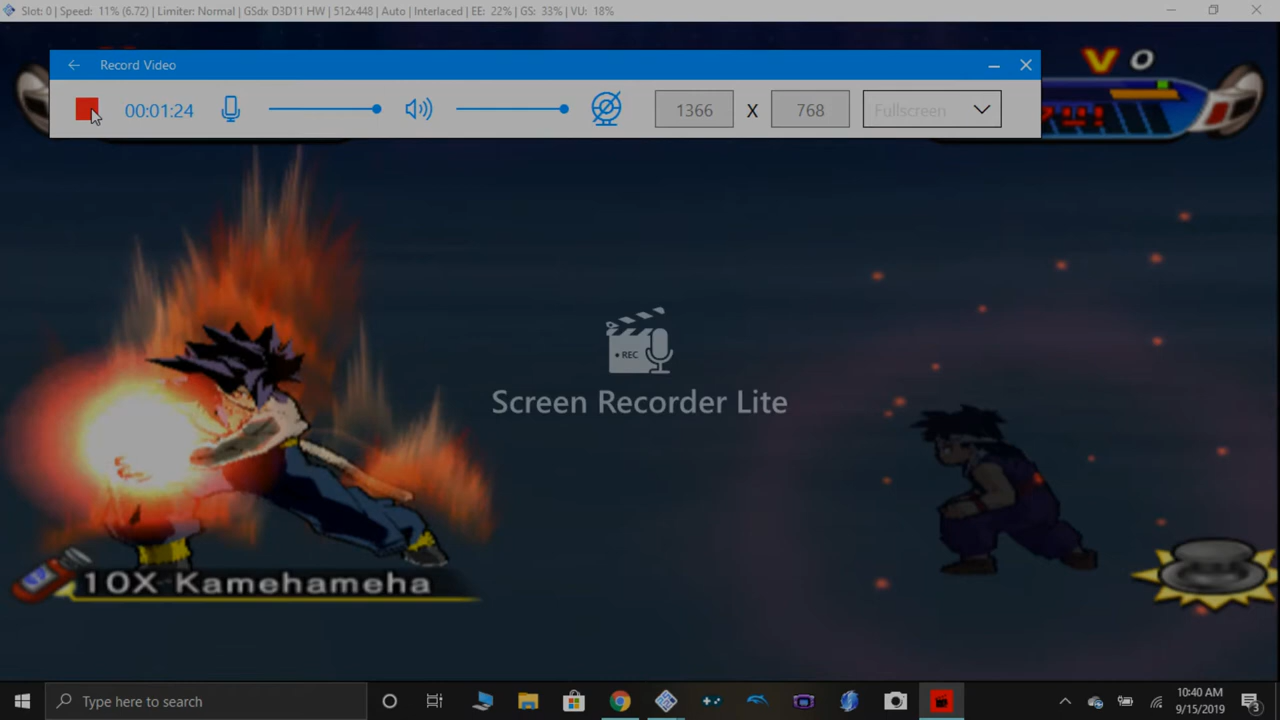 Slot: 0 | Speed: 11% (6.72) | Limiter: Normal | GSdx D3D11 HW | 512x448 | Auto | Interlaced | EE: 22% | GS: 33% | VU: 18%
Record Video
00:01:24
1366 X 768 Fullscreen
REC
Screen Recorder Lite
10X Kamehameha
Type here to search
10:40 AM
9/15/2019
3